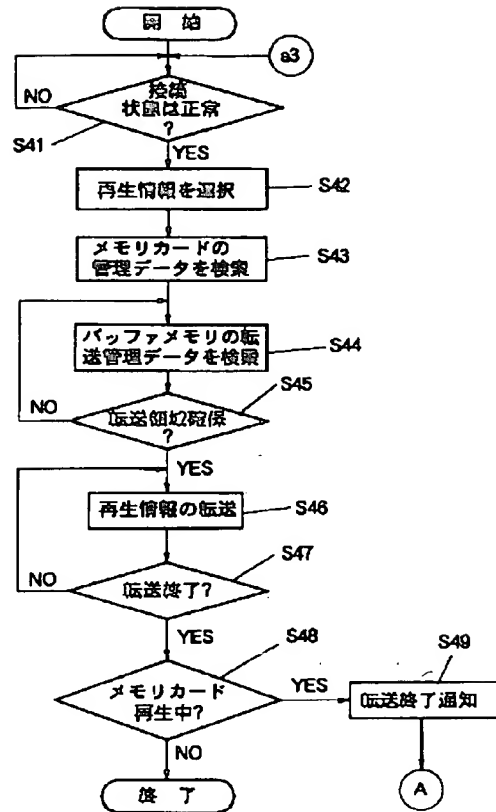 開 始
a3
接続
状態は正常
?
NO
S41
YES
再生情報を選択
S42
メモリカードの
管理データを検索
S43
バッファメモリの転
送管理データを検索
S44
S45
転送領域確保
?
NO
YES
再生情報の転送
S46
S47
転送終了?
NO
YES
S48
メモリカード
再生中?
YES
S49
転送終了通知
NO
A
終 了